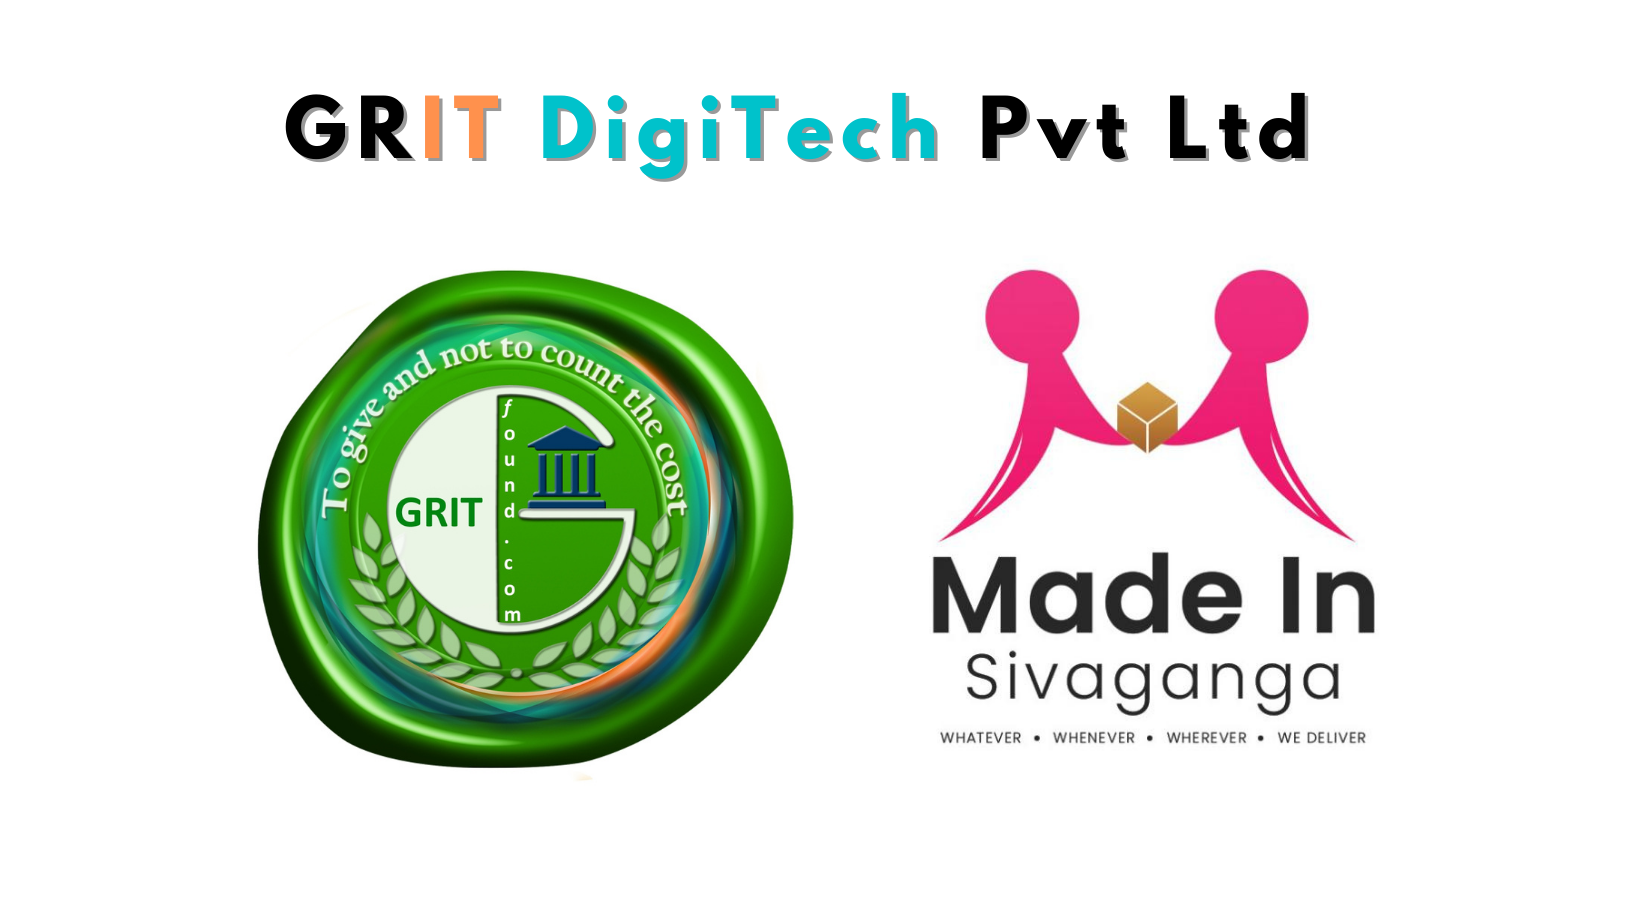 GRIT DigiTech Pvt Ltd
To give and not to count the cost
GRIT
found.com
Made In
Sivaganga
WHATEVER • WHENEVER • WHEREVER • WE DELIVER